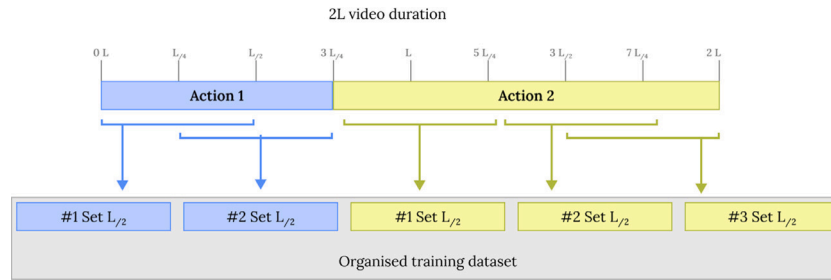 2L video duration
0 L L/4 L/2 3 L/4 L 5 L/4 3 L/2 7 L/4 2 L
Action 1 Action 2
#1 Set L/2 #2 Set L/2 #1 Set L/2 #2 Set L/2 #3 Set L/2
Organised training dataset